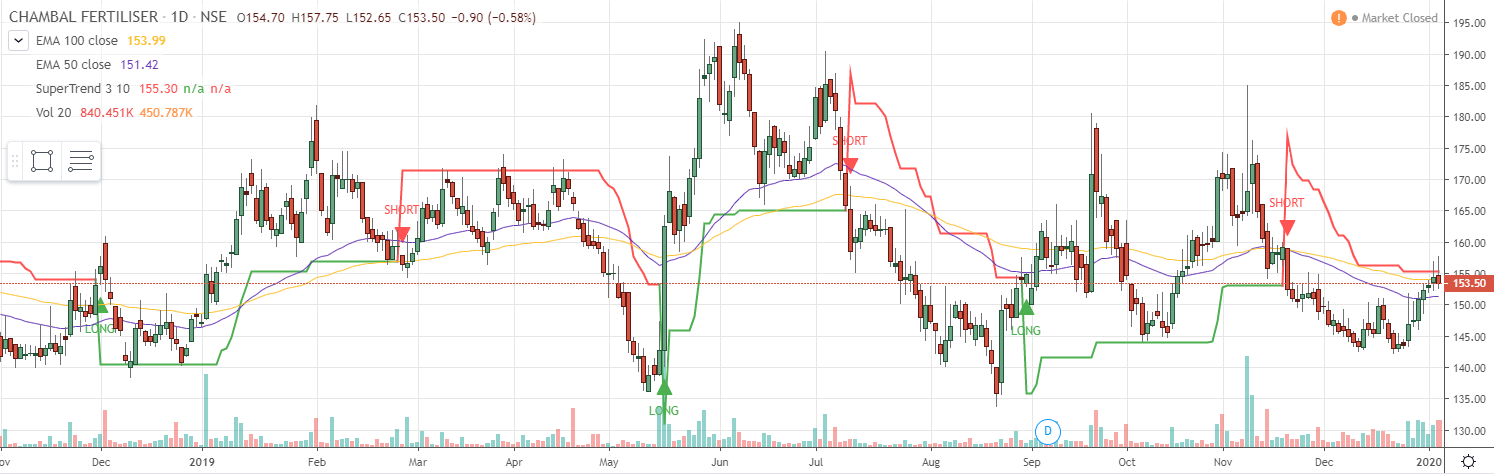 CHAMBAL FERTILISER · 1D · NSE O154.70 H157.75 L152.65 C153.50 −0.90 (−0.58%)
! Market Closed
EMA 100 close 153.99
EMA 50 close 151.42
SuperTrend 3 10 155.30 n/a n/a
Vol 20 840.451K 450.787K
195.00
190.00
185.00
180.00
175.00
170.00
165.00
160.00
155.00
153.50
150.00
145.00
140.00
135.00
130.00
LONG
SHORT
LONG
SHORT
LONG
SHORT
D
ov Dec 2019 Feb Mar Apr May Jun Jul Aug Sep Oct Nov Dec 2020